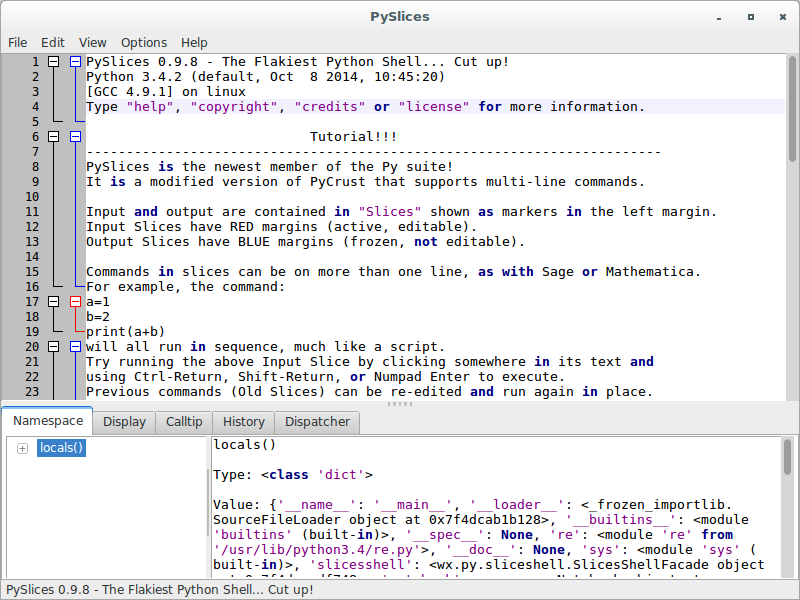 PySlices
File Edit View Options Help
1 PySlices 0.9.8 - The Flakiest Python Shell... Cut up!
2 Python 3.4.2 (default, Oct  8 2014, 10:45:20)
3 [GCC 4.9.1] on linux
4 Type "help", "copyright", "credits" or "license" for more information.
5
6 Tutorial!!!
7 ------------------------------------------------------------------------
8 PySlices is the newest member of the Py suite!
9 It is a modified version of PyCrust that supports multi-line commands.
10
11 Input and output are contained in "Slices" shown as markers in the left margin.
12 Input Slices have RED margins (active, editable).
13 Output Slices have BLUE margins (frozen, not editable).
14
15 Commands in slices can be on more than one line, as with Sage or Mathematica.
16 For example, the command:
17 a=1
18 b=2
19 print(a+b)
20 will all run in sequence, much like a script.
21 Try running the above Input Slice by clicking somewhere in its text and
22 using Ctrl-Return, Shift-Return, or Numpad Enter to execute.
23 Previous commands (Old Slices) can be re-edited and run again in place.
Namespace Display Calltip History Dispatcher
locals()
locals()
Type: <class 'dict'>
Value: {'__name__': '__main__', '__loader__': <_frozen_importlib.
SourceFileLoader object at 0x7f4dcab1b128>, '__builtins__': <module
'builtins' (built-in)>, '__spec__': None, 're': <module 're' from
'/usr/lib/python3.4/re.py'>, '__doc__': None, 'sys': <module 'sys' (
built-in)>, 'slicesshell': <wx.py.sliceshell.SlicesShellFacade object
PySlices 0.9.8 - The Flakiest Python Shell... Cut up!